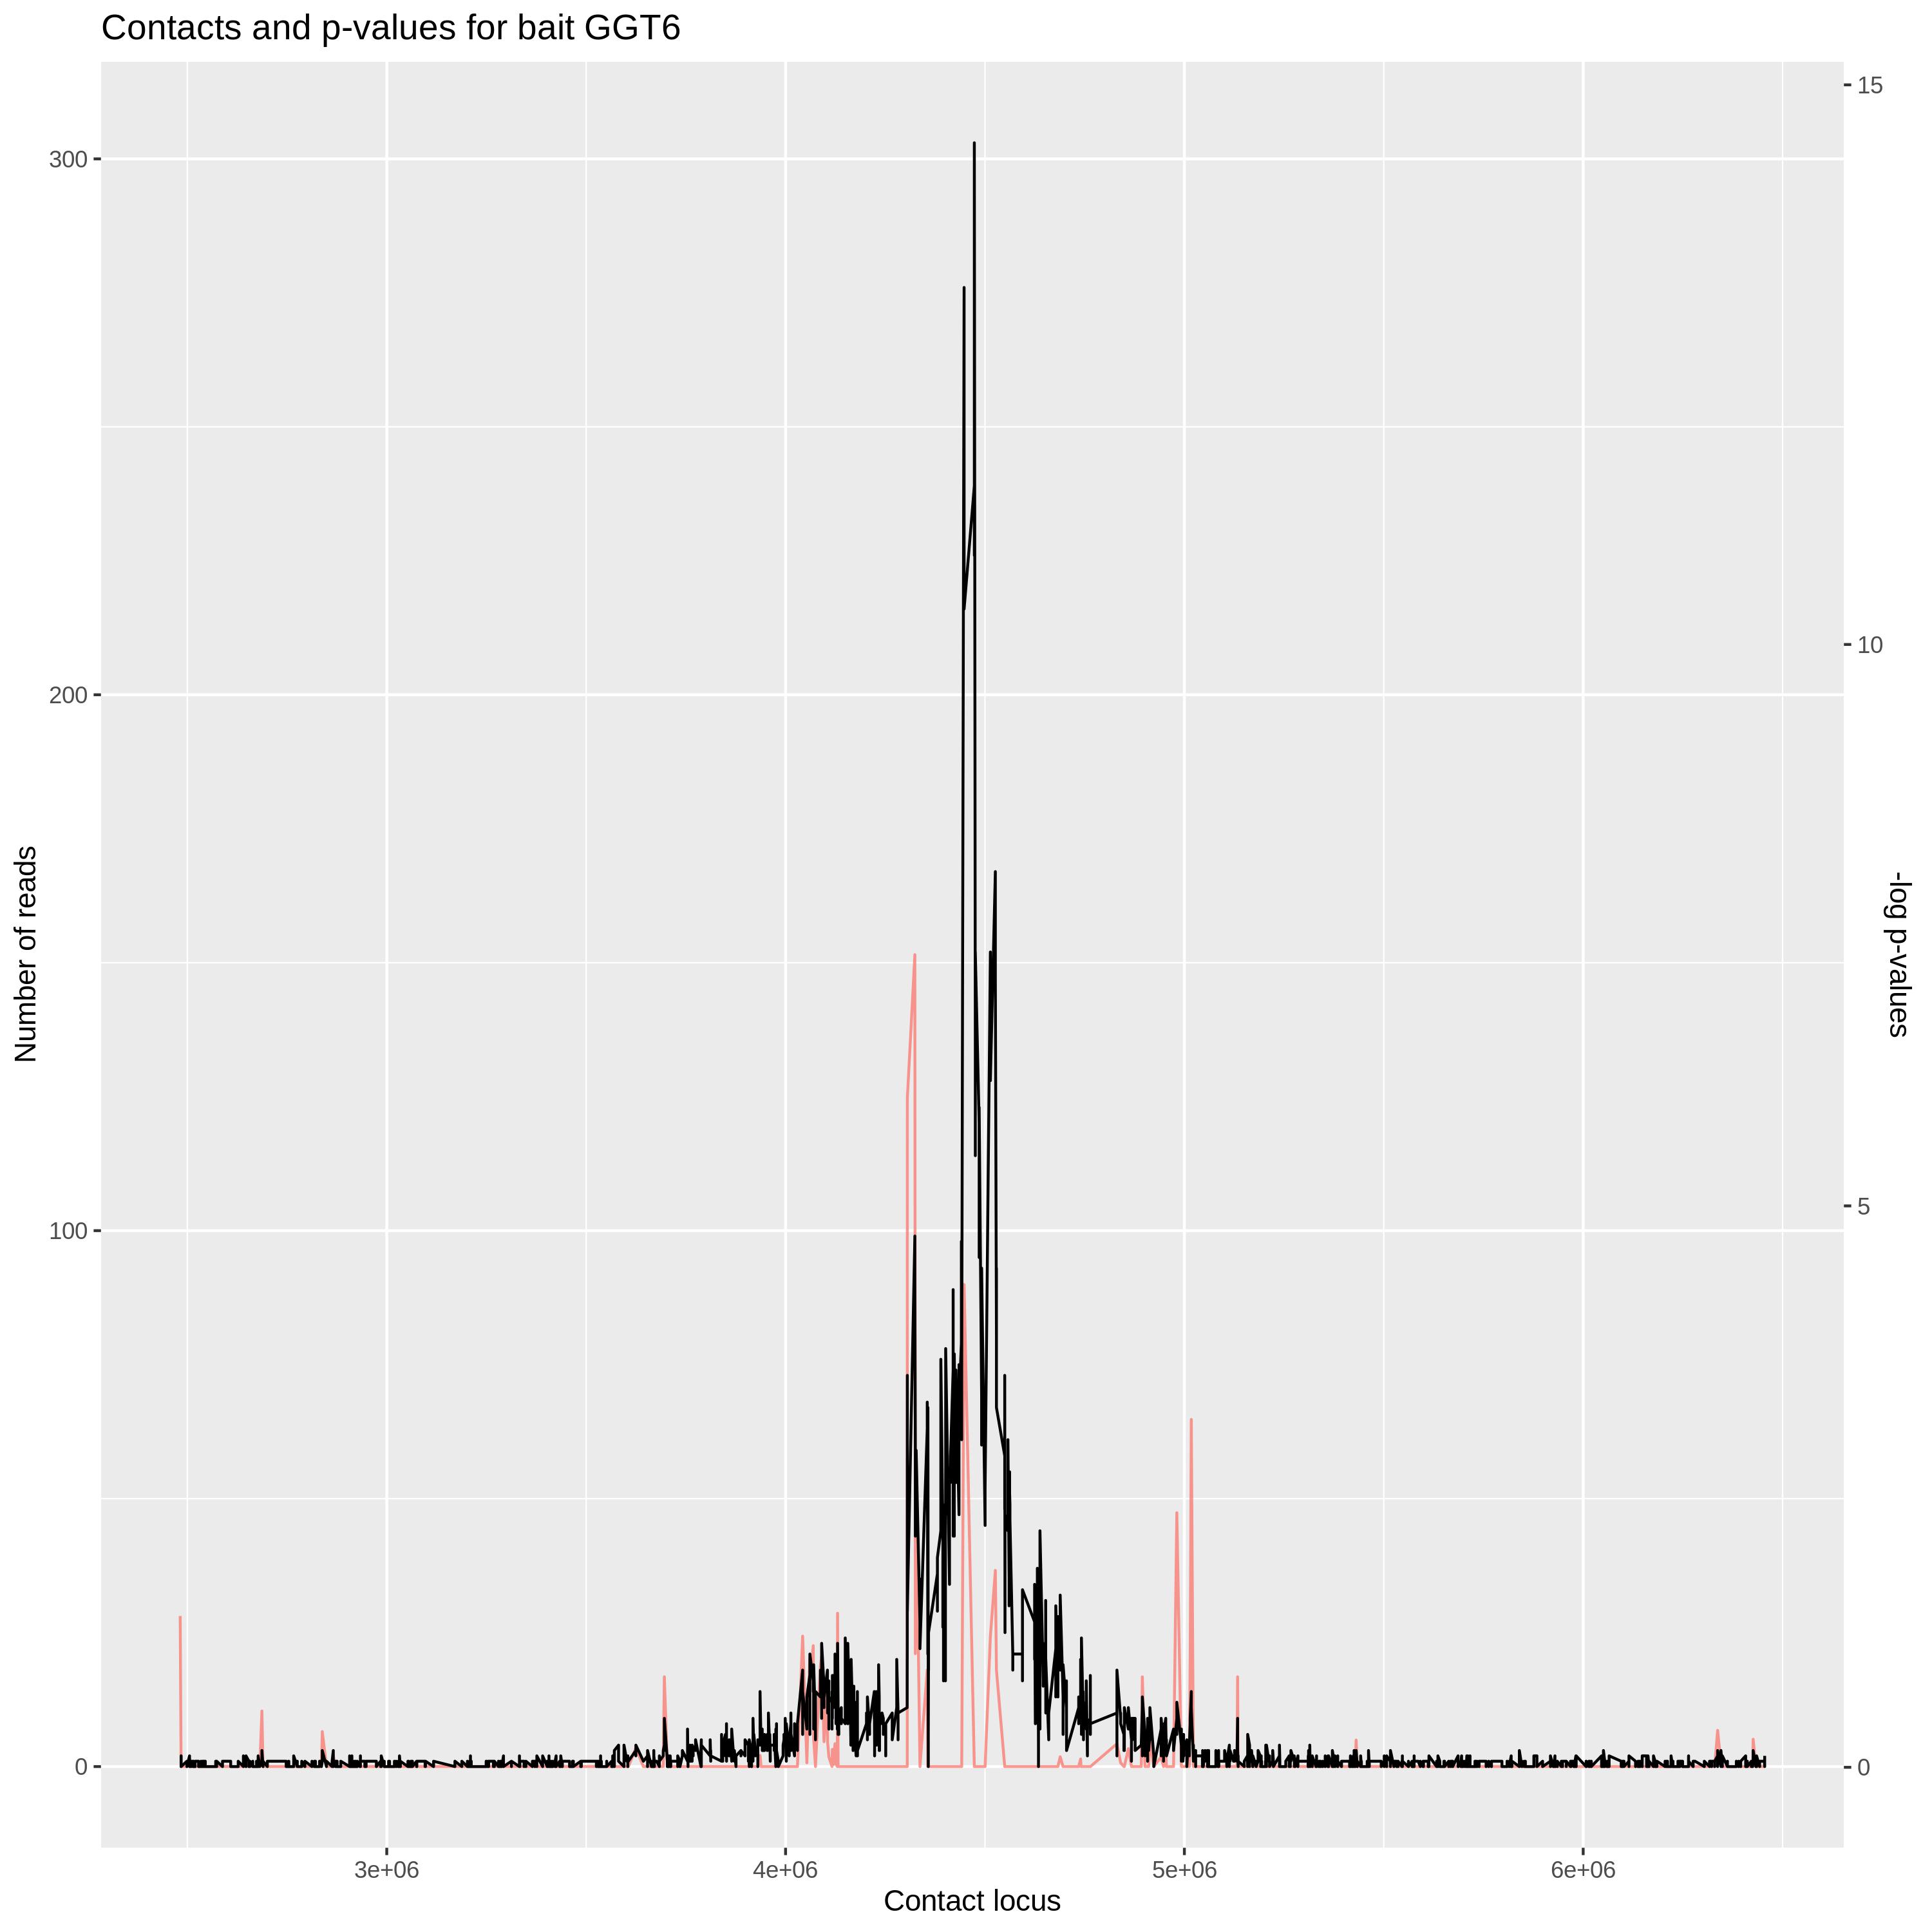 Contacts and p-values for bait GGT6
15
300
10
200
Number of reads
-log p-values
5
100
0
0
3e+06
4e+06
5e+06
6e+06
Contact locus